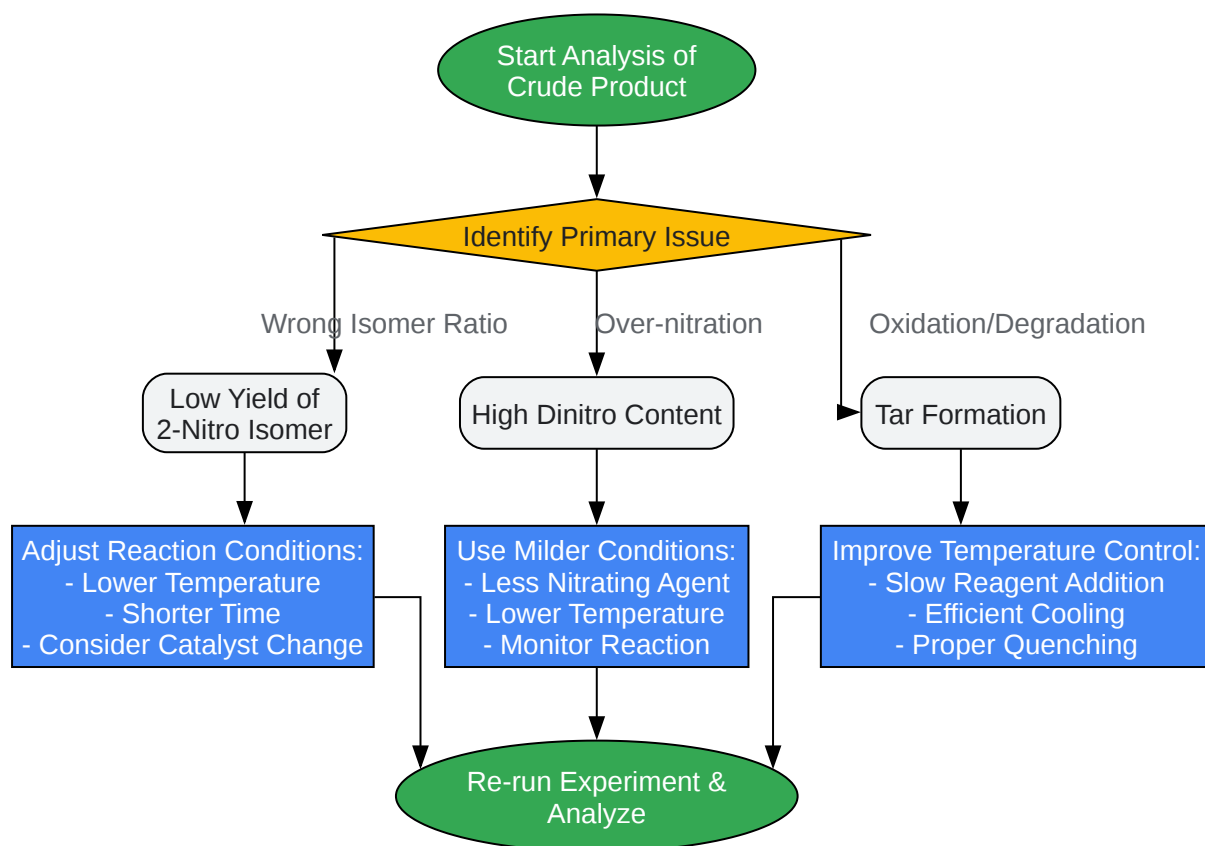 Start Analysis of
Crude Product
Identify Primary Issue
Wrong Isomer Ratio
Over-nitration
Oxidation/Degradation
Low Yield of
2-Nitro Isomer
High Dinitro Content
Tar Formation
Adjust Reaction Conditions:
- Lower Temperature
- Shorter Time
- Consider Catalyst Change
Use Milder Conditions:
- Less Nitrating Agent
- Lower Temperature
- Monitor Reaction
Improve Temperature Control:
- Slow Reagent Addition
- Efficient Cooling
- Proper Quenching
Re-run Experiment &
Analyze